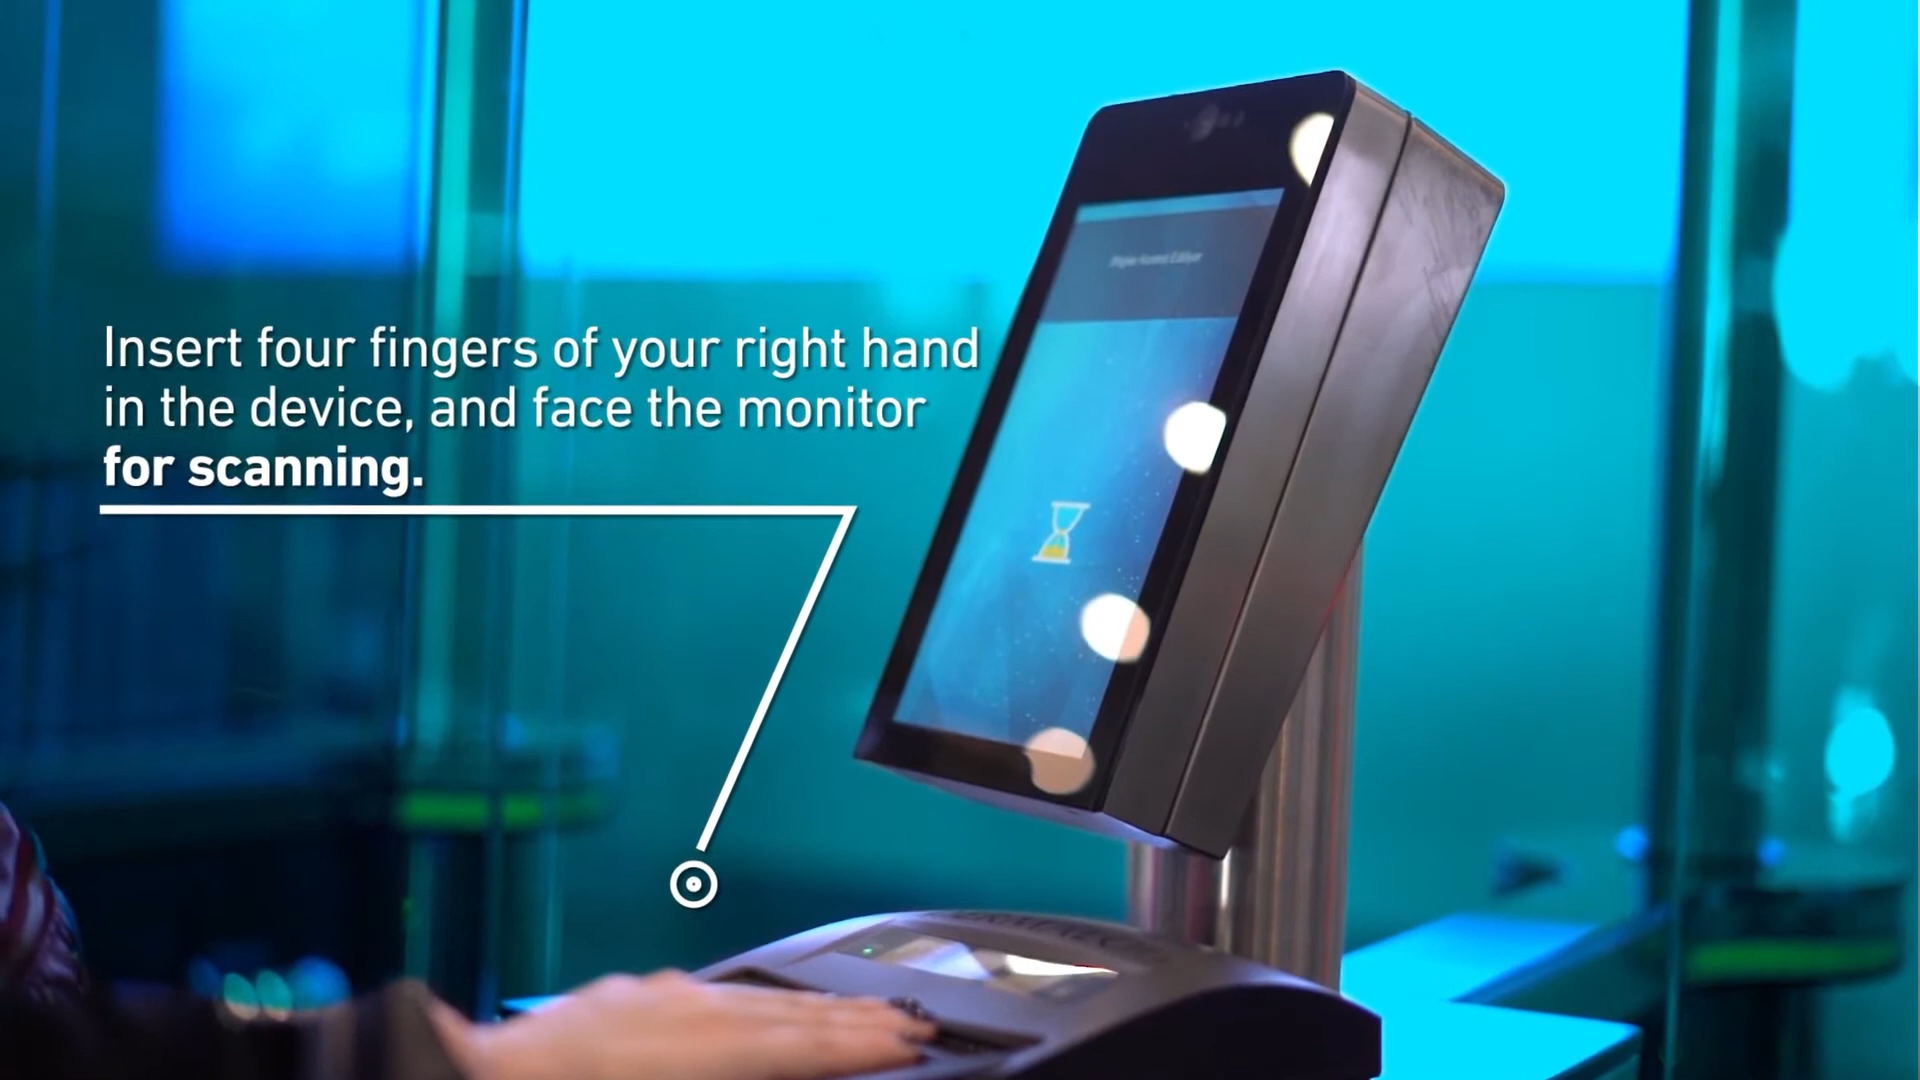 Insert four fingers of your right hand
in the device, and face the monitor
for scanning.